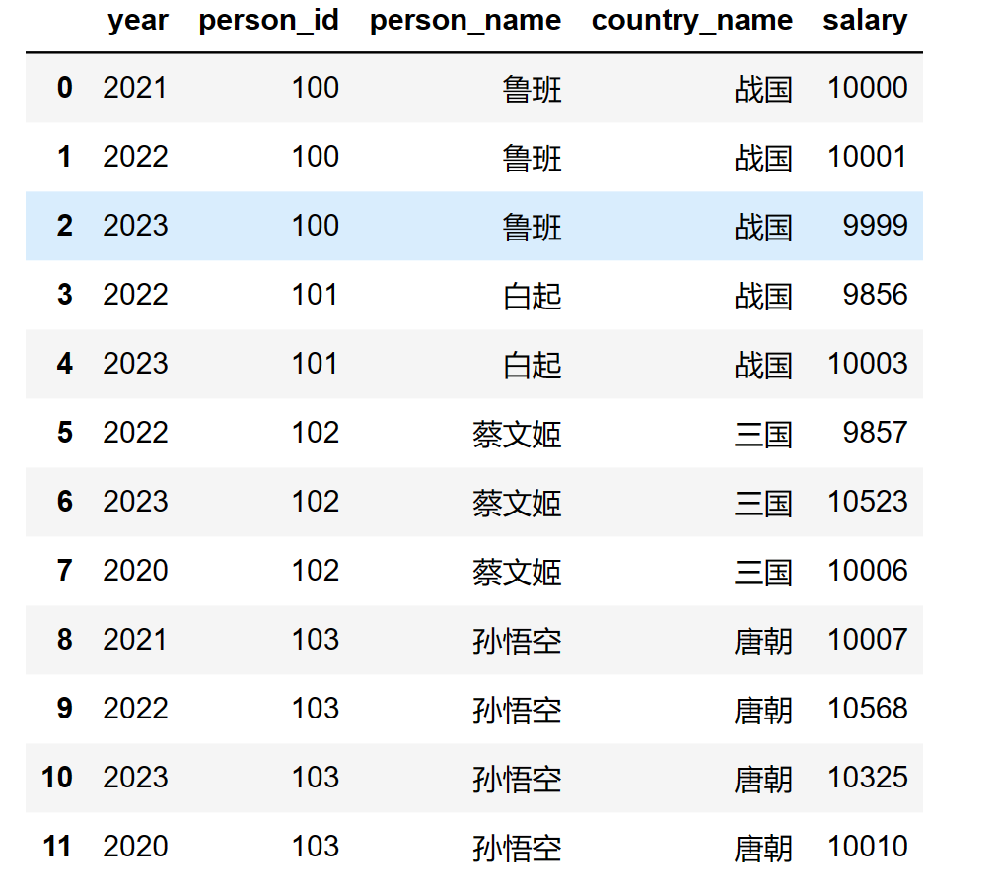 year person_id person_name country_name salary
0 2021 100 鲁班 战国 10000
1 2022 100 鲁班 战国 10001
2 2023 100 鲁班 战国 9999
3 2022 101 白起 战国 9856
4 2023 101 白起 战国 10003
5 2022 102 蔡文姬 三国 9857
6 2023 102 蔡文姬 三国 10523
7 2020 102 蔡文姬 三国 10006
8 2021 103 孙悟空 唐朝 10007
9 2022 103 孙悟空 唐朝 10568
10 2023 103 孙悟空 唐朝 10325
11 2020 103 孙悟空 唐朝 10010